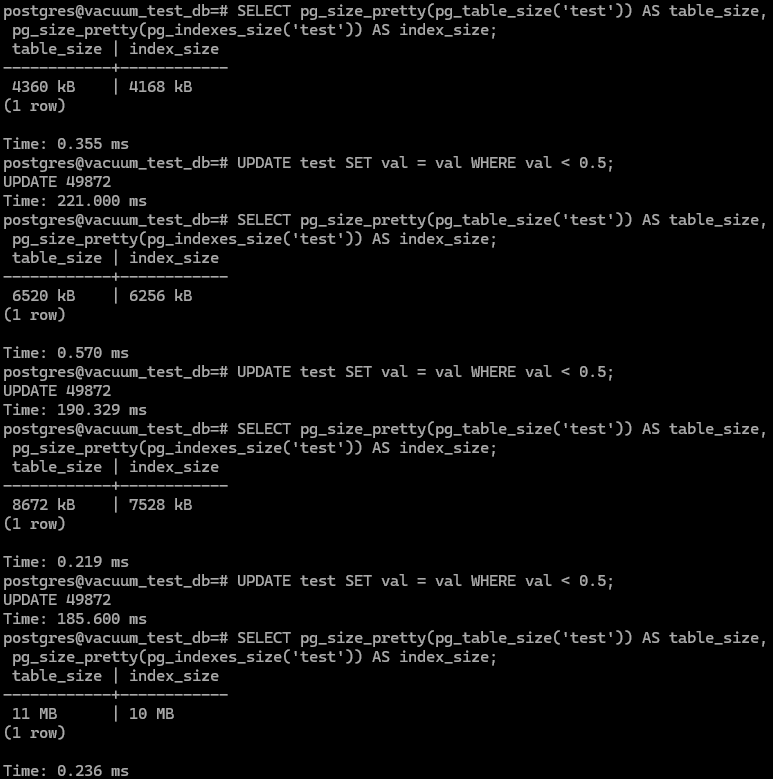 postgres@vacuum_test_db=# SELECT pg_size_pretty(pg_table_size('test')) AS table_size,
 pg_size_pretty(pg_indexes_size('test')) AS index_size;
 table_size | index_size
------------+------------
 4360 kB    | 4168 kB
(1 row)

Time: 0.355 ms
postgres@vacuum_test_db=# UPDATE test SET val = val WHERE val < 0.5;
UPDATE 49872
Time: 221.000 ms
postgres@vacuum_test_db=# SELECT pg_size_pretty(pg_table_size('test')) AS table_size,
 pg_size_pretty(pg_indexes_size('test')) AS index_size;
 table_size | index_size
------------+------------
 6520 kB    | 6256 kB
(1 row)

Time: 0.570 ms
postgres@vacuum_test_db=# UPDATE test SET val = val WHERE val < 0.5;
UPDATE 49872
Time: 190.329 ms
postgres@vacuum_test_db=# SELECT pg_size_pretty(pg_table_size('test')) AS table_size,
 pg_size_pretty(pg_indexes_size('test')) AS index_size;
 table_size | index_size
------------+------------
 8672 kB    | 7528 kB
(1 row)

Time: 0.219 ms
postgres@vacuum_test_db=# UPDATE test SET val = val WHERE val < 0.5;
UPDATE 49872
Time: 185.600 ms
postgres@vacuum_test_db=# SELECT pg_size_pretty(pg_table_size('test')) AS table_size,
 pg_size_pretty(pg_indexes_size('test')) AS index_size;
 table_size | index_size
------------+------------
 11 MB      | 10 MB
(1 row)

Time: 0.236 ms